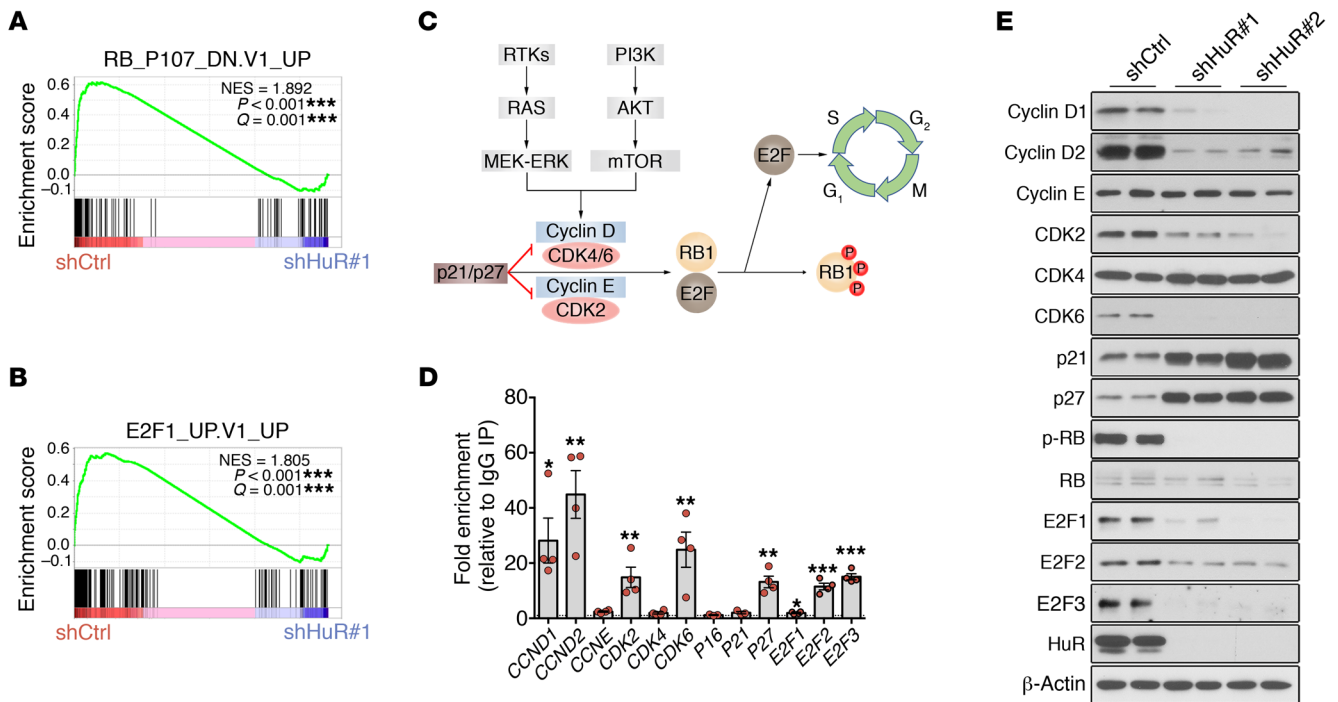 A
RB_P107_DN.V1_UP
Enrichment score
0.6
0.4
0.2
0.0
−0.1
NES = 1.892
P < 0.001***
Q = 0.001***
shCtrl
shHuR#1
B
E2F1_UP.V1_UP
Enrichment score
0.6
0.4
0.2
0.0
−0.1
NES = 1.805
P < 0.001***
Q = 0.001***
shCtrl
shHuR#1
C
RTKs
PI3K
RAS
AKT
MEK-ERK
mTOR
p21/p27
Cyclin D
CDK4/6
Cyclin E
CDK2
RB1
E2F
E2F
S
G2
G1
M
RB1
P
P
P
D
Fold enrichment
(relative to IgG IP)
80
60
40
20
0
*
**
**
**
**
*
***
***
CCND1
CCND2
CCNE
CDK2
CDK4
CDK6
P16
P21
P27
E2F1
E2F2
E2F3
E
shCtrl
shHuR#1
shHuR#2
Cyclin D1
Cyclin D2
Cyclin E
CDK2
CDK4
CDK6
p21
p27
p-RB
RB
E2F1
E2F2
E2F3
HuR
β-Actin